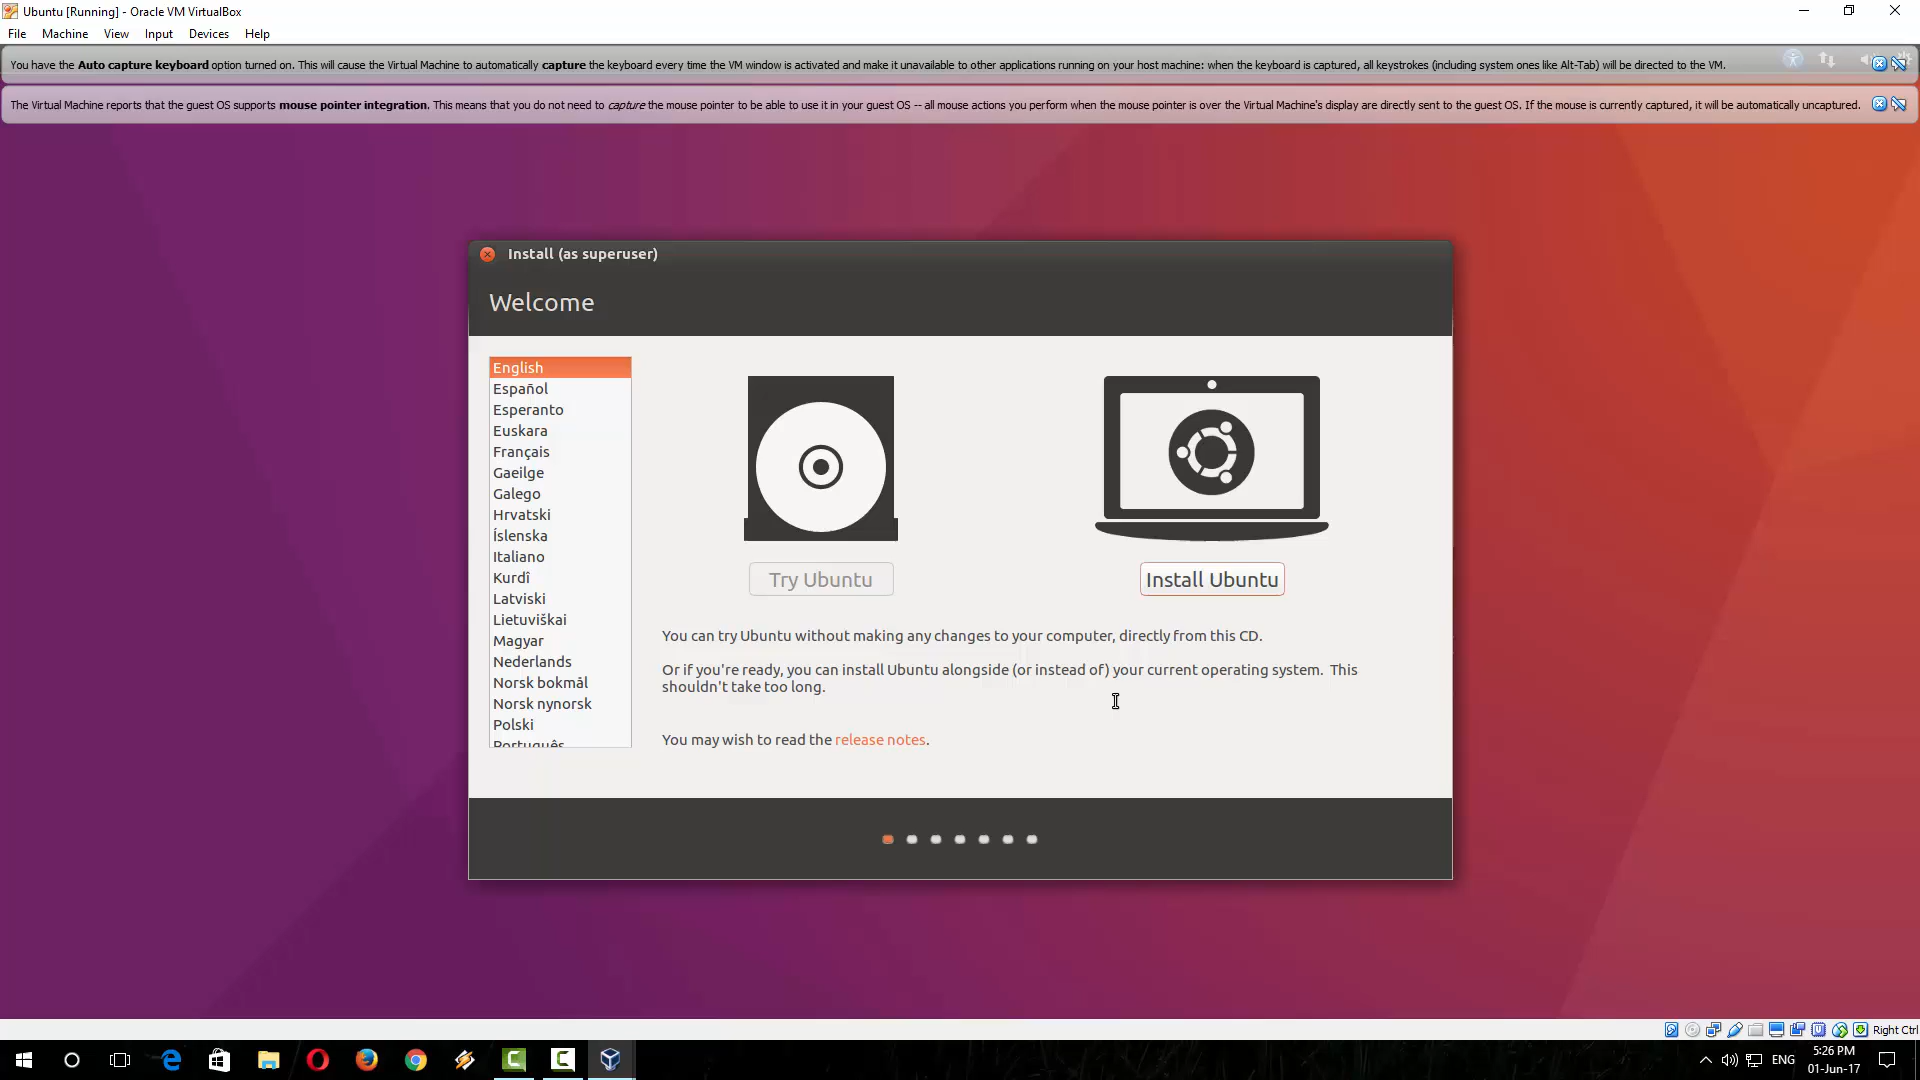 Ubuntu [Running] - Oracle VM VirtualBox
File Machine View Input Devices Help
You have the Auto capture keyboard option turned on. This will cause the Virtual Machine to automatically capture the keyboard every time the VM window is activated and make it unavailable to other applications running on your host machine: when the keyboard is captured, all keystrokes (including system ones like Alt-Tab) will be directed to the VM.
The Virtual Machine reports that the guest OS supports mouse pointer integration. This means that you do not need to capture the mouse pointer to be able to use it in your guest OS -- all mouse actions you perform when the mouse pointer is over the Virtual Machine's display are directly sent to the guest OS. If the mouse is currently captured, it will be automatically uncaptured.
Install (as superuser)
Welcome
English
Español
Esperanto
Euskara
Français
Gaeilge
Galego
Hrvatski
Íslenska
Italiano
Kurdî
Latviski
Lietuviškai
Magyar
Nederlands
Norsk bokmål
Norsk nynorsk
Polski
Português
Try Ubuntu
Install Ubuntu
You can try Ubuntu without making any changes to your computer, directly from this CD.
Or if you're ready, you can install Ubuntu alongside (or instead of) your current operating system. This
shouldn't take too long.
You may wish to read the release notes.
Right Ctrl
ENG
5:26 PM
01-Jun-17